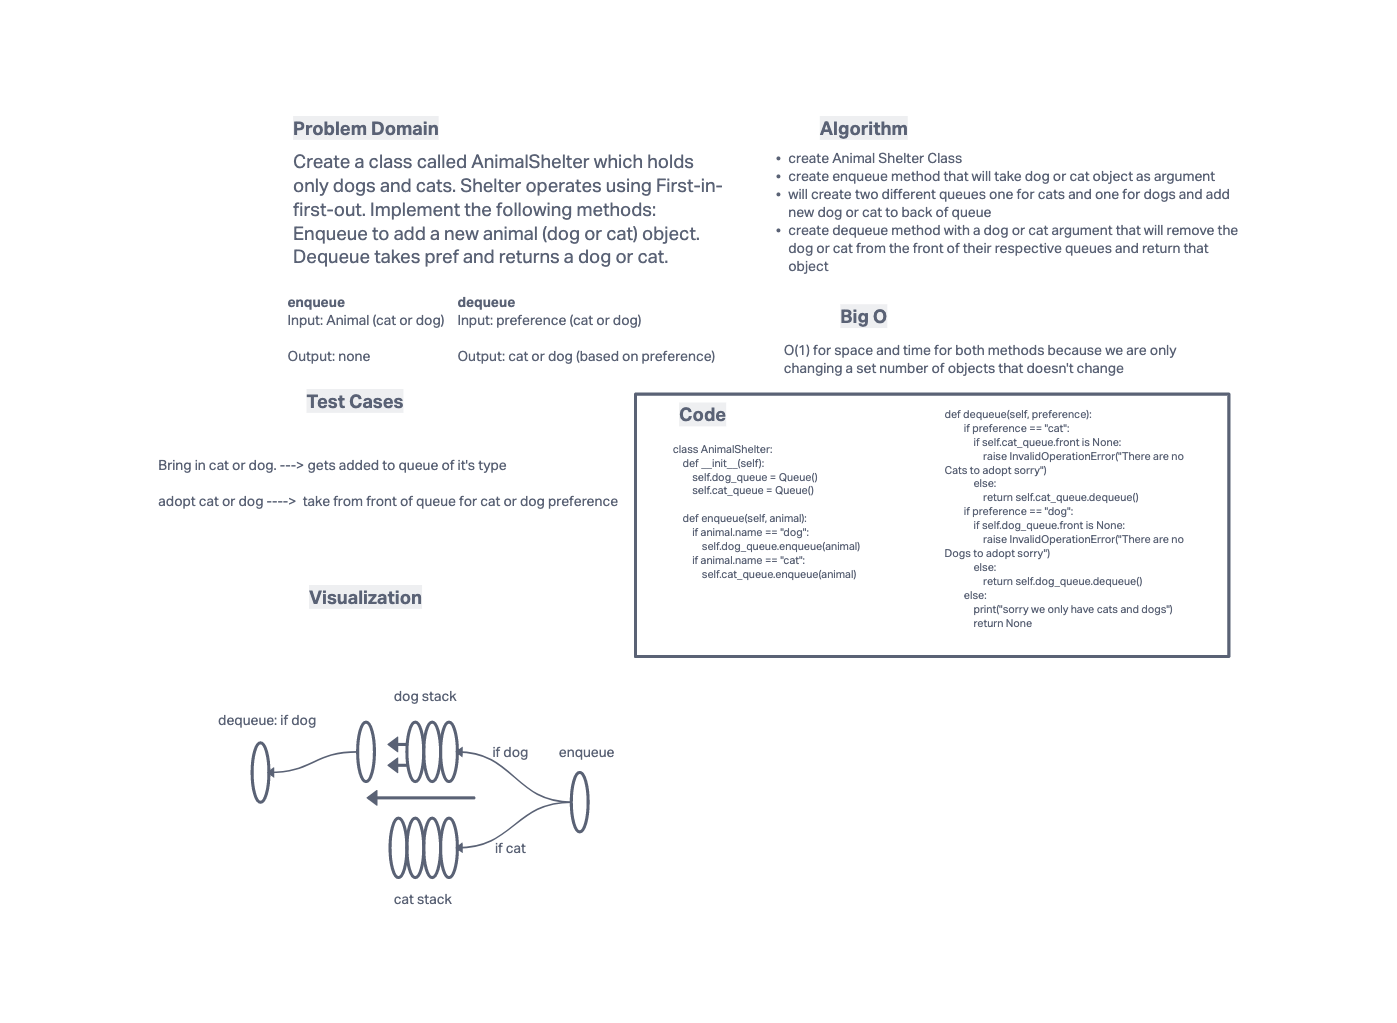 Problem Domain
Create a class called AnimalShelter which holds
only dogs and cats. Shelter operates using First-in-
first-out. Implement the following methods:
Enqueue to add a new animal (dog or cat) object.
Dequeue takes pref and returns a dog or cat.
enqueue
Input: Animal (cat or dog)
Output: none
dequeue
Input: preference (cat or dog)
Output: cat or dog (based on preference)
Algorithm
• create Animal Shelter Class
• create enqueue method that will take dog or cat object as argument
• will create two different queues one for cats and one for dogs and add
new dog or cat to back of queue
• create dequeue method with a dog or cat argument that will remove the
dog or cat from the front of their respective queues and return that
object
Big O
O(1) for space and time for both methods because we are only
changing a set number of objects that doesn't change
Test Cases
Bring in cat or dog. ---> gets added to queue of it's type
adopt cat or dog ----> take from front of queue for cat or dog preference
Code
class AnimalShelter:
def __init__(self):
self.dog_queue = Queue()
self.cat_queue = Queue()
def enqueue(self, animal):
if animal.name == "dog":
self.dog_queue.enqueue(animal)
if animal.name == "cat":
self.cat_queue.enqueue(animal)
def dequeue(self, preference):
if preference == "cat":
if self.cat_queue.front is None:
raise InvalidOperationError("There are no
Cats to adopt sorry")
else:
return self.cat_queue.dequeue()
if preference == "dog":
if self.dog_queue.front is None:
raise InvalidOperationError("There are no
Dogs to adopt sorry")
else:
return self.dog_queue.dequeue()
else:
print("sorry we only have cats and dogs")
return None
Visualization
dog stack
dequeue: if dog
if dog
enqueue
if cat
cat stack